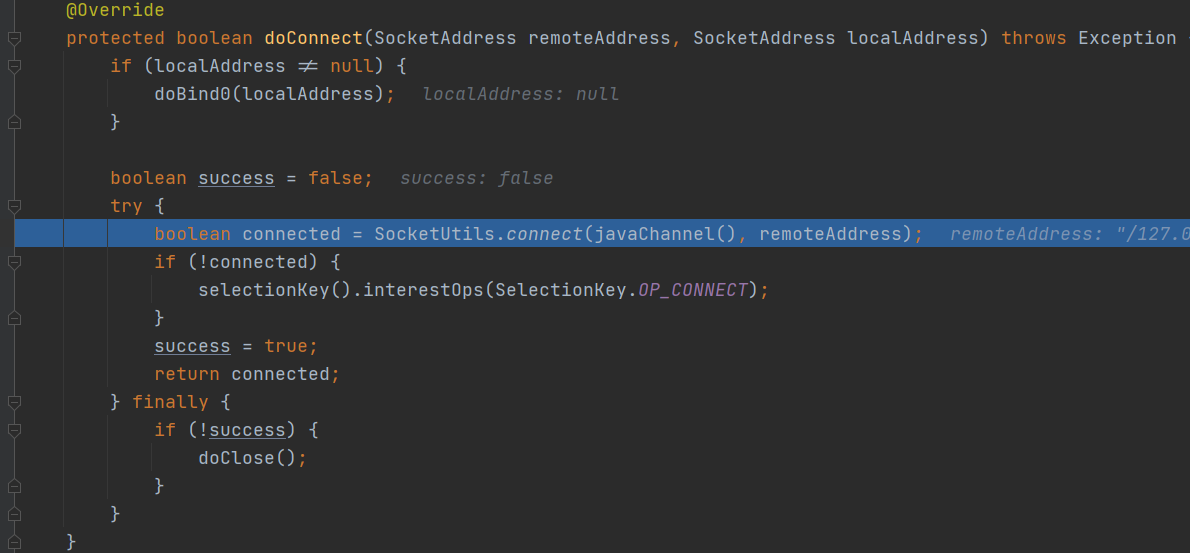 @Override
protected boolean doConnect(SocketAddress remoteAddress, SocketAddress localAddress) throws Exception
if (localAddress ≠ null) {
doBind0(localAddress); localAddress: null
}
boolean success = false; success: false
try {
boolean connected = SocketUtils.connect(javaChannel(), remoteAddress); remoteAddress: "/127.0
if (!connected) {
selectionKey().interestOps(SelectionKey.OP_CONNECT);
}
success = true;
return connected;
} finally {
if (!success) {
doClose();
}
}
}